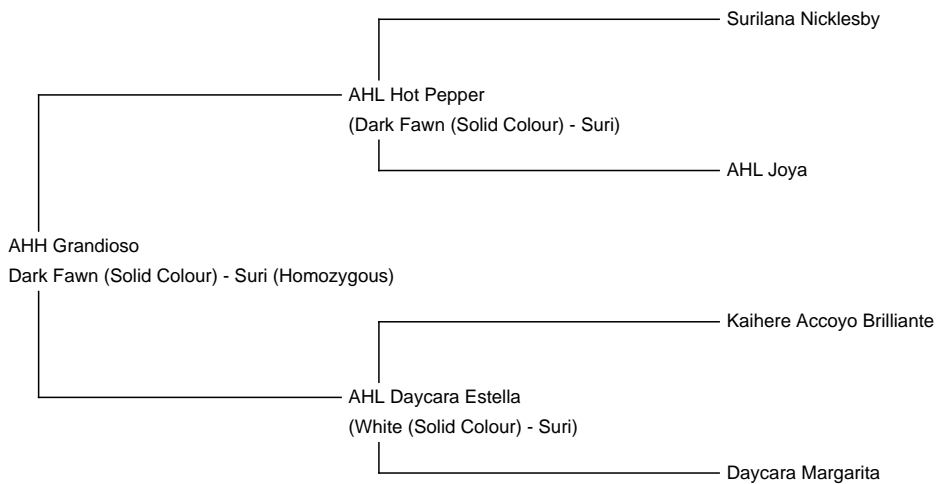 Surilana Nicklesby
AHL Hot Pepper
(Dark Fawn (Solid Colour) - Suri)
AHL Joya
AHH Grandioso
Dark Fawn (Solid Colour) - Suri (Homozygous)
Kaihere Accoyo Brilliante
AHL Daycara Estella
(White (Solid Colour) - Suri)
Daycara Margarita